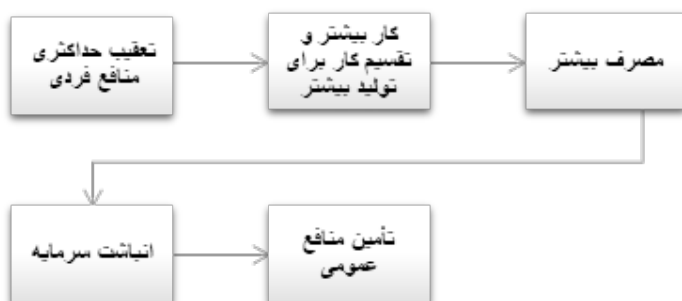 تعقیب حداکثری
منافع فردی
کار بیشتر و
تقسیم کار برای
تولید بیشتر
مصرف بیشتر
انباشت سرمایه
تأمین منافع
عمومی